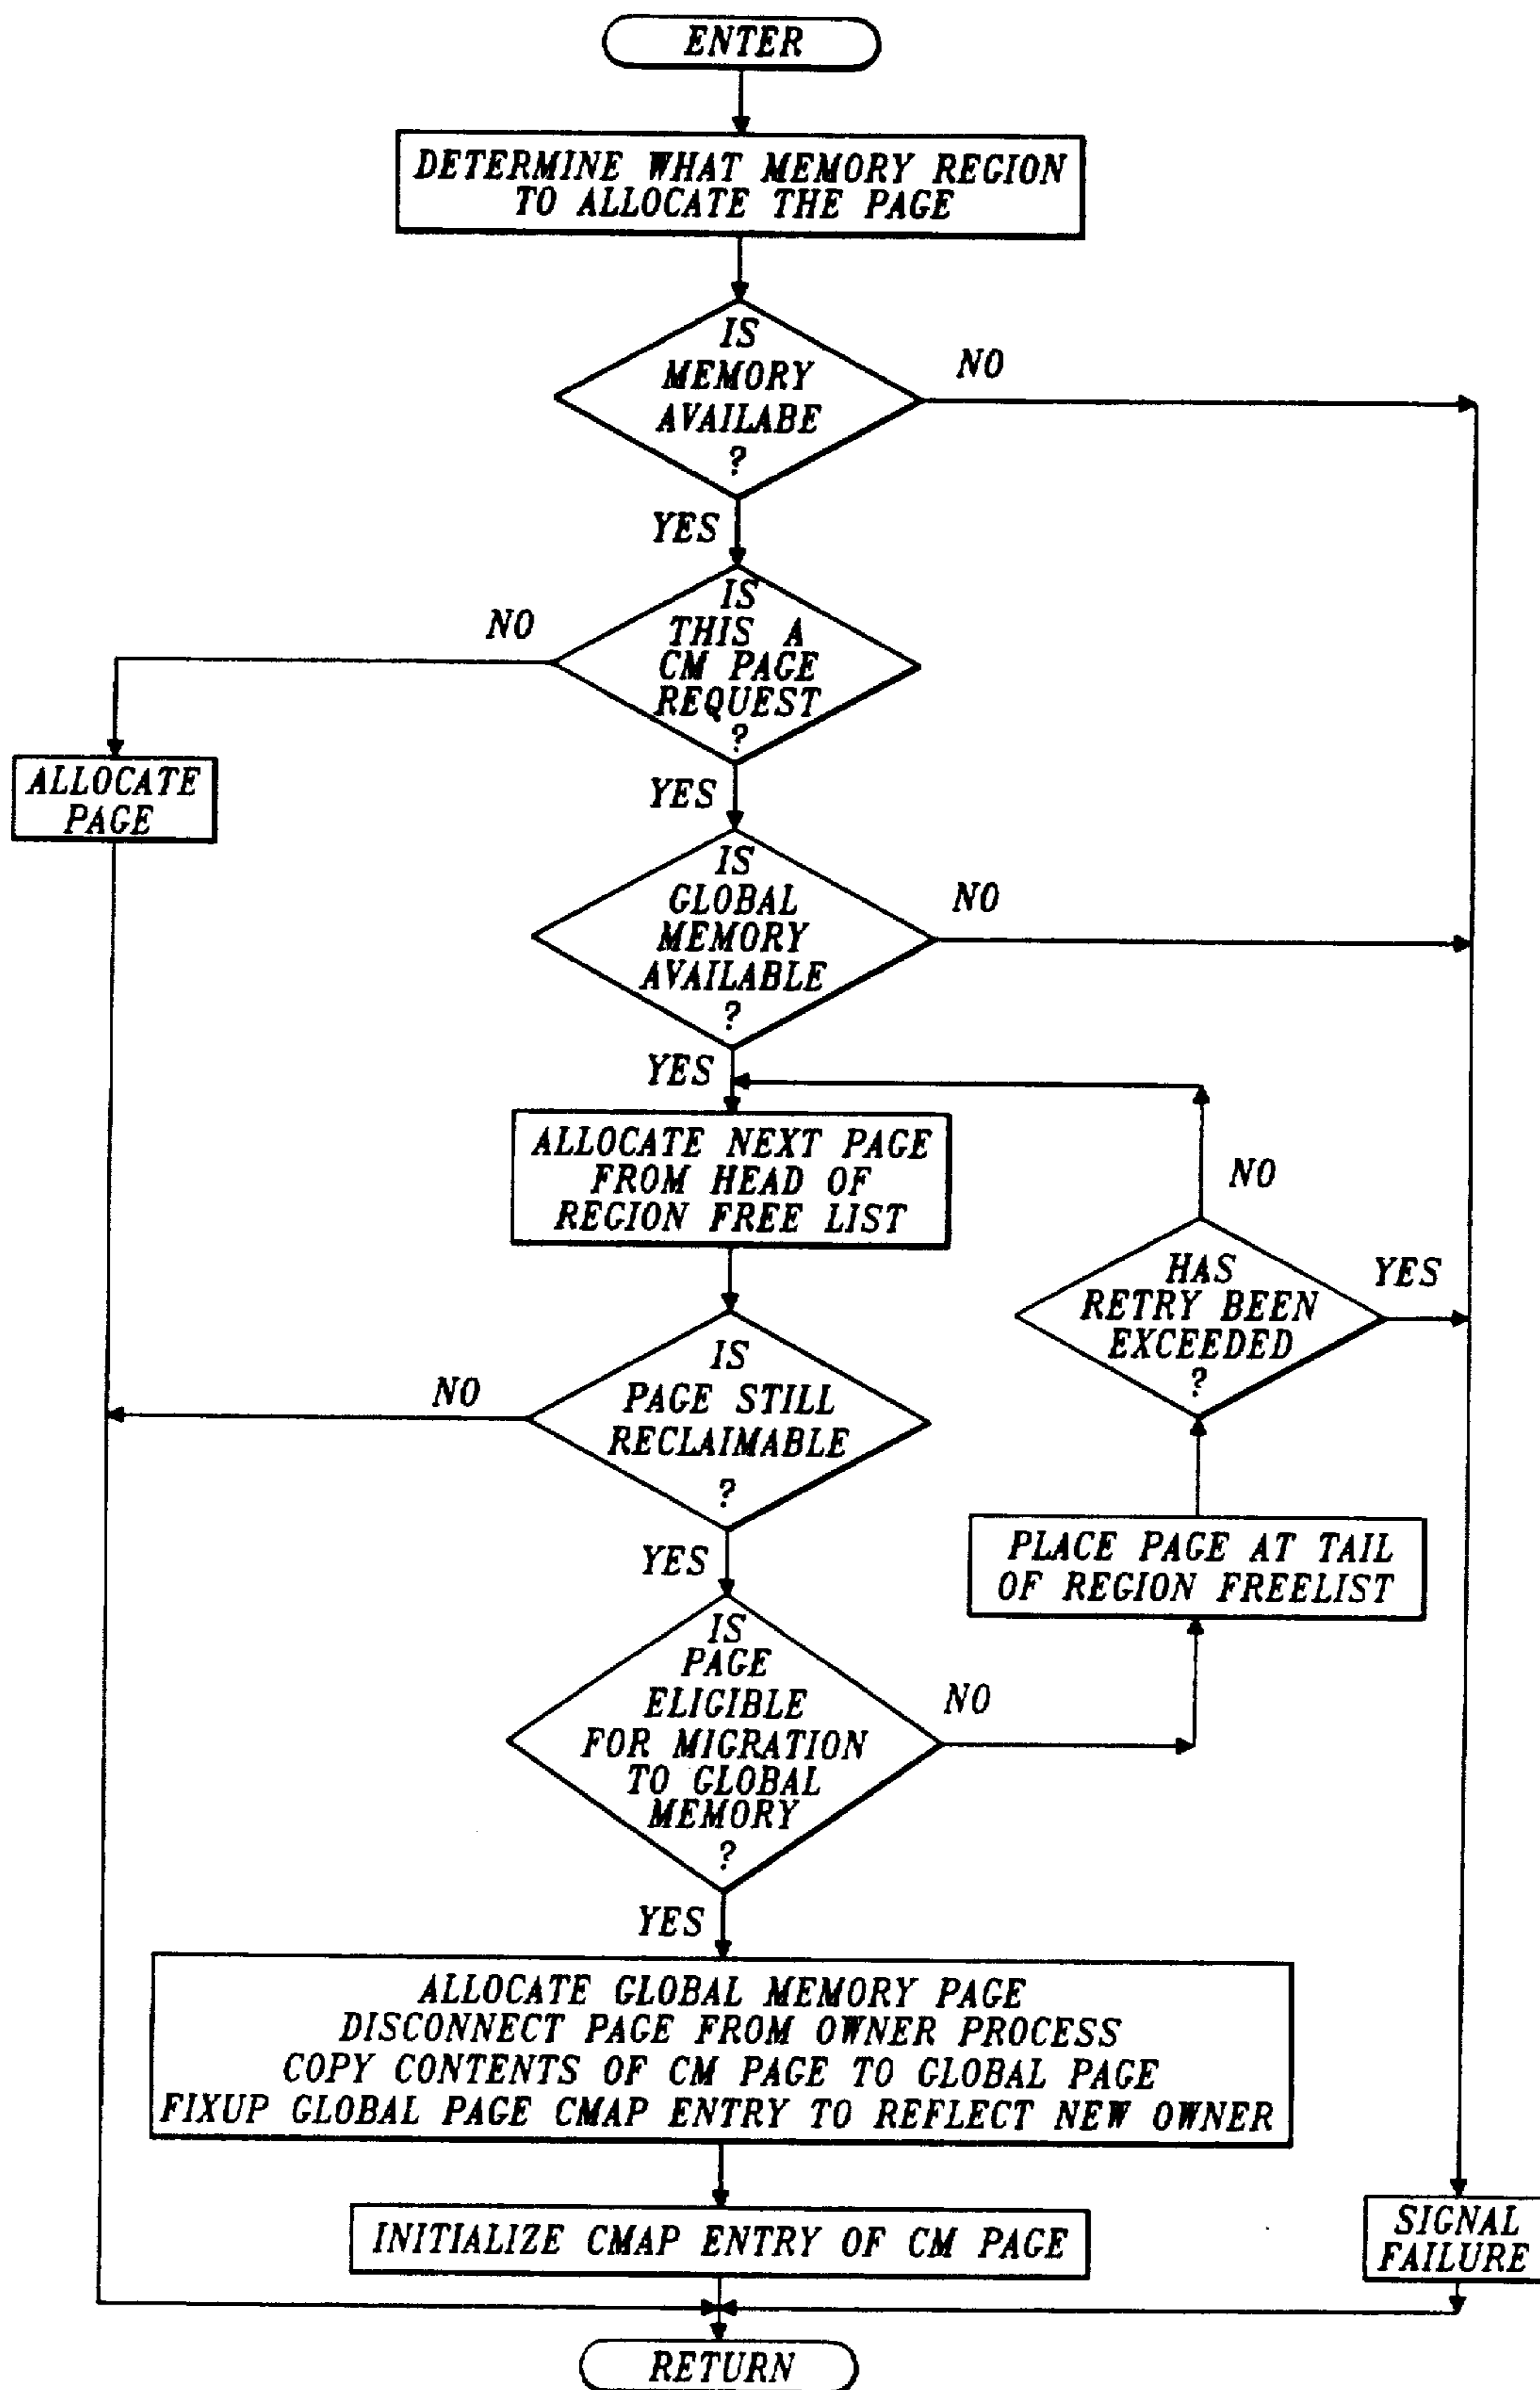 ENTER
DETERMINE WHAT MEMORY REGION
TO ALLOCATE THE PAGE
IS
MEMORY
AVAILABE
?
NO
YES
IS
THIS A
CM PAGE
REQUEST
?
NO
ALLOCATE
PAGE
YES
IS
GLOBAL
MEMORY
AVAILABLE
?
NO
YES
ALLOCATE NEXT PAGE
FROM HEAD OF
REGION FREE LIST
NO
HAS
RETRY BEEN
EXCEEDED
?
YES
IS
PAGE STILL
RECLAIMABLE
?
NO
YES
PLACE PAGE AT TAIL
OF REGION FREELIST
IS
PAGE
ELIGIBLE
FOR MIGRATION
TO GLOBAL
MEMORY
?
NO
YES
ALLOCATE GLOBAL MEMORY PAGE
DISCONNECT PAGE FROM OWNER PROCESS
COPY CONTENTS OF CM PAGE TO GLOBAL PAGE
FIXUP GLOBAL PAGE CMAP ENTRY TO REFLECT NEW OWNER
INITIALIZE CMAP ENTRY OF CM PAGE
SIGNAL
FAILURE
RETURN